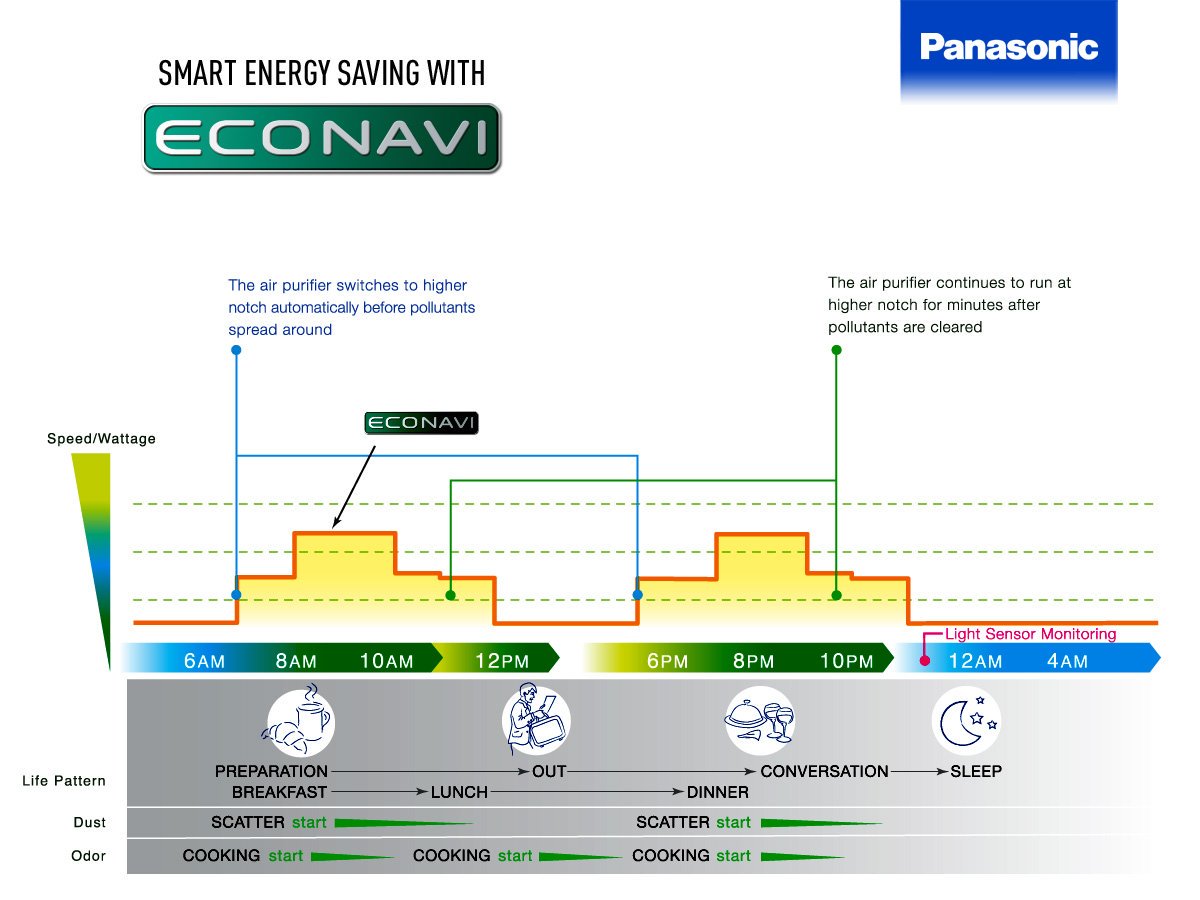 Panasonic
SMART ENERGY SAVING WITH
ECONAVI
The air purifier switches to higher
notch automatically before pollutants
spread around
The air purifier continues to run at
higher notch for minutes after
pollutants are cleared
ECONAVI
Speed/Wattage
Light Sensor Monitoring
6AM 8AM 10AM 12PM 6PM 8PM 10PM 12AM 4AM
Life Pattern
PREPARATION OUT CONVERSATION SLEEP
BREAKFAST LUNCH DINNER
Dust SCATTER start SCATTER start
Odor COOKING start COOKING start COOKING start